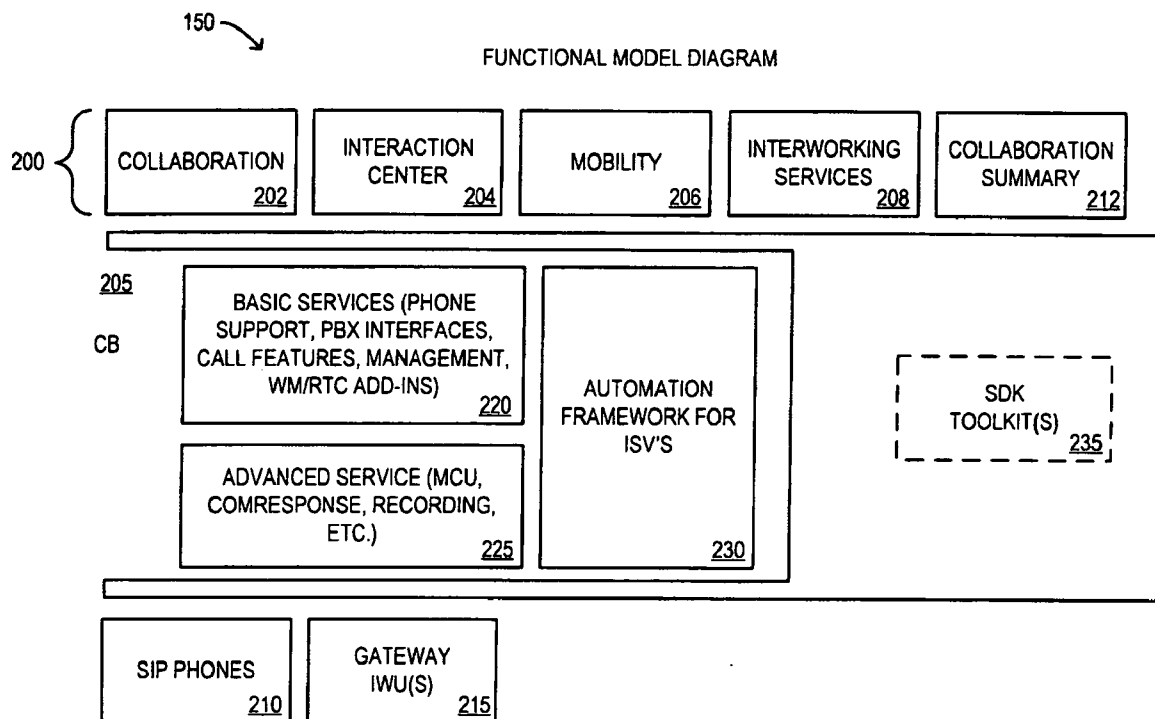 150
FUNCTIONAL MODEL DIAGRAM
200
COLLABORATION
202
INTERACTION
CENTER
204
MOBILITY
206
INTERWORKING
SERVICES
208
COLLABORATION
SUMMARY
212
205
CB
BASIC SERVICES (PHONE
SUPPORT, PBX INTERFACES,
CALL FEATURES, MANAGEMENT,
WM/RTC ADD-INS)
220
ADVANCED SERVICE (MCU,
COMRESPONSE, RECORDING,
ETC.)
225
AUTOMATION
FRAMEWORK FOR
ISV'S
230
SDK
TOOLKIT(S)
235
SIP PHONES
210
GATEWAY
IWU(S)
215